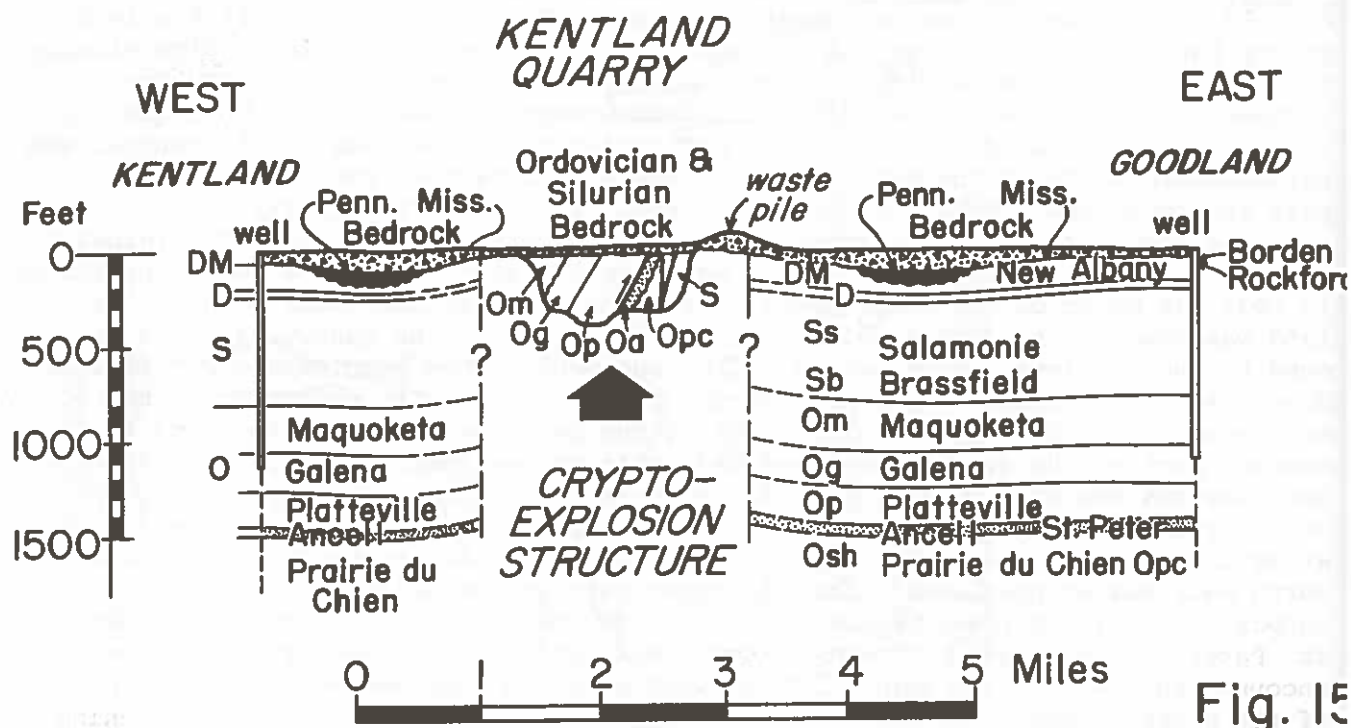 KENTLAND
QUARRY
WEST
EAST
KENTLAND
Ordovician &
Silurian
Bedrock
waste
pile
GOODLAND
Feet
Penn. Miss.
Bedrock
Penn. Miss.
Bedrock
well
well
0
DM
D
S
O
500
1000
1500
Om
Og
Op
Oa
Opc
S
?
?
DM
D
New Albany
Borden
Rockford
Ss
Salamonie
Sb
Brassfield
Om
Maquoketa
Og
Galena
Op
Platteville
Ancell
St. Peter
Osh
Prairie du Chien Opc
Maquoketa
Galena
Platteville
Ancell
Prairie du
Chien
CRYPTO-
EXPLOSION
STRUCTURE
0 1 2 3 4 5 Miles
Fig. 15